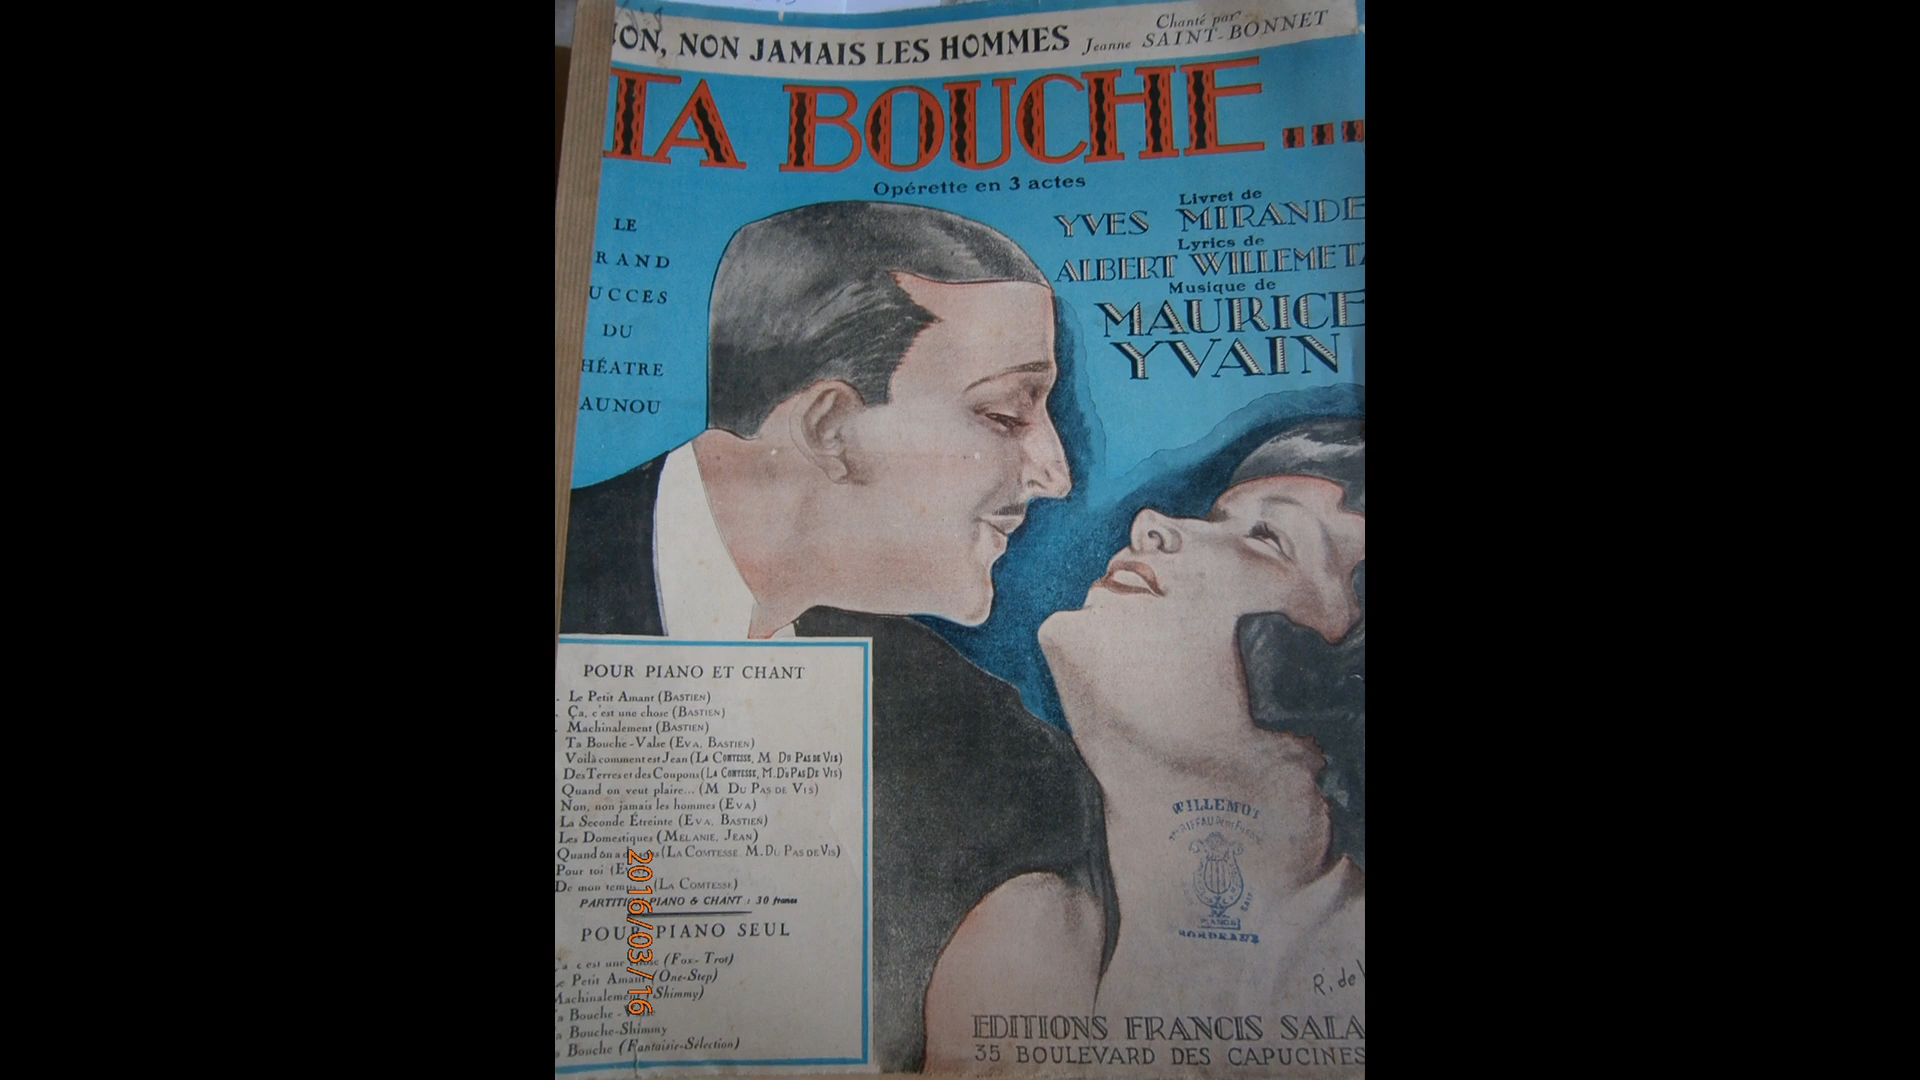 NON, NON JAMAIS LES HOMMES
Chanté par
Jeanne SAINT-BONNET
TA BOUCHE...
Opérette en 3 actes
Livret de
YVES MIRANDE
Lyrics de
ALBERT WILLEMETZ
Musique de
MAURICE
YVAIN
LE
RAND
UCCES
DU
HÉATRE
AUNOU
POUR PIANO ET CHANT
Le Petit Amant (BASTIEN)
Ça, c'est une chose (BASTIEN)
Machinalement (BASTIEN)
Ta Bouche-Valse (EVA, BASTIEN)
Voilà comment est Jean (LA COMTESSE, M. DU PAS DE VIS)
Des Terres et des Coupons (LA COMTESSE, M. DU PAS DE VIS)
Quand on veut plaire... (M DU PAS DE VIS)
Non, non jamais les hommes (EVA)
La Seconde Étreinte (EVA, BASTIEN)
Les Domestiques (MELANIE, JEAN)
Quand on a (LA COMTESSE M. DU PAS DE VIS)
Pour toi (EVA)
De mon temps (LA COMTESSE)
PARTITION PIANO & CHANT : 30 francs
POUR PIANO SEUL
a c'est une chose (Fox-Trot)
e Petit Amant (One-Step)
Machinalement (Shimmy)
a Bouche - Valse
a Bouche-Shimmy
a Bouche (Fantaisie-Sélection)
2016/03/16
WILLEMOT
BORDEAUX
R. de
EDITIONS FRANCIS SALA
35 BOULEVARD DES CAPUCINES